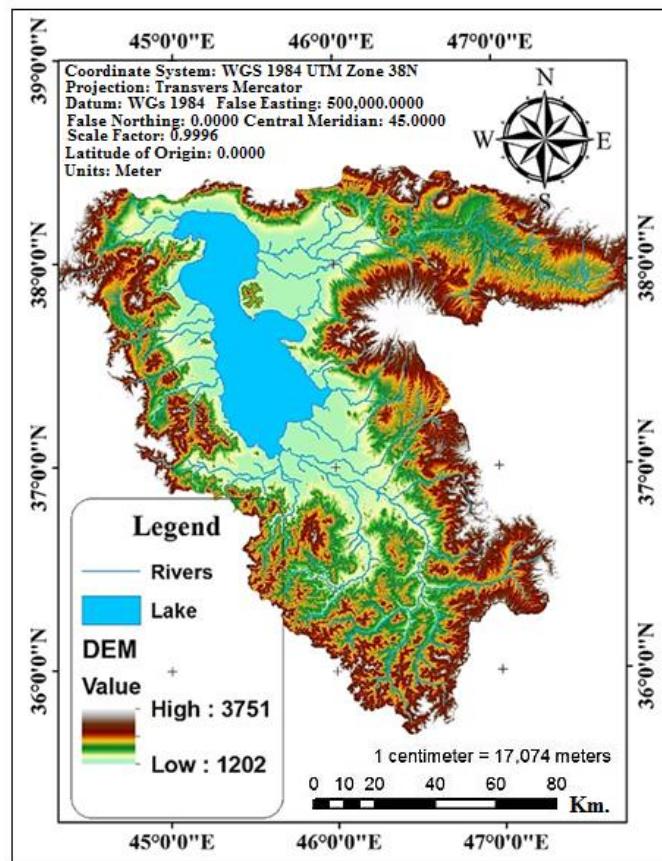 45°0'0"E 46°0'0"E 47°0'0"E
39°0'0"N
Coordinate System: WGS 1984 UTM Zone 38N
Projection: Transvers Mercator
Datum: WGs 1984 False Easting: 500,000.0000
False Northing: 0.0000 Central Meridian: 45.0000
Scale Factor: 0.9996
Latitude of Origin: 0.0000
Units: Meter
N
W E
S
38°0'0"N 38°0'0"N
37°0'0"N 37°0'0"N
Legend
Rivers
Lake
DEM
Value
High : 3751
Low : 1202
36°0'0"N 36°0'0"N
1 centimeter = 17,074 meters
0 10 20 40 60 80
Km.
45°0'0"E 46°0'0"E 47°0'0"E